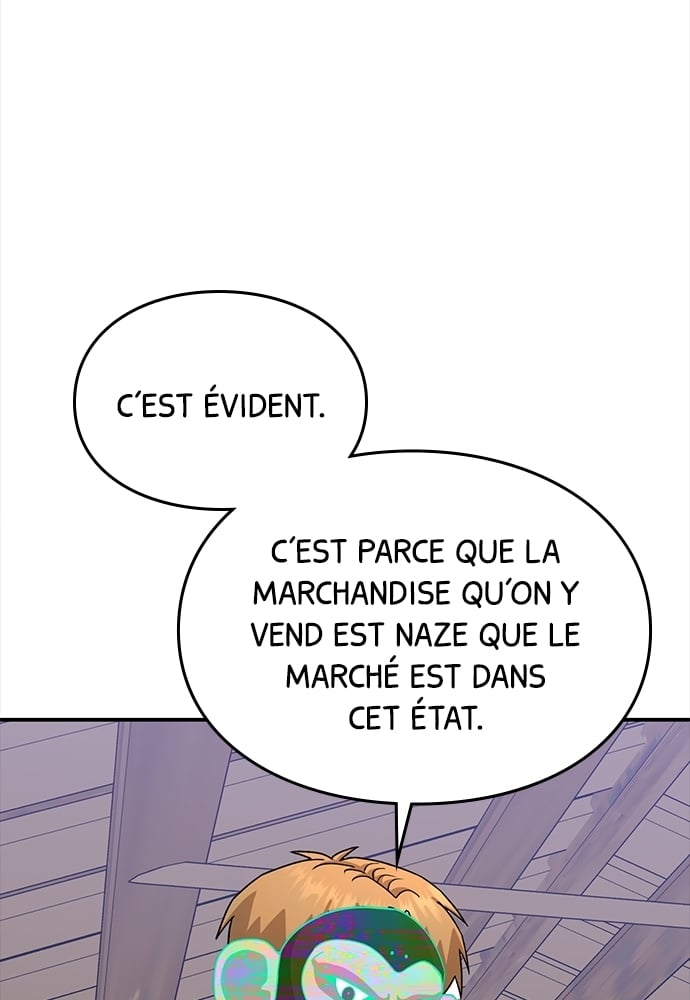 C'EST ÉVIDENT.
C'EST PARCE QUE LA
MARCHANDISE QU'ON Y
VEND EST NAZE QUE LE
MARCHÉ EST DANS
CET ÉTAT.